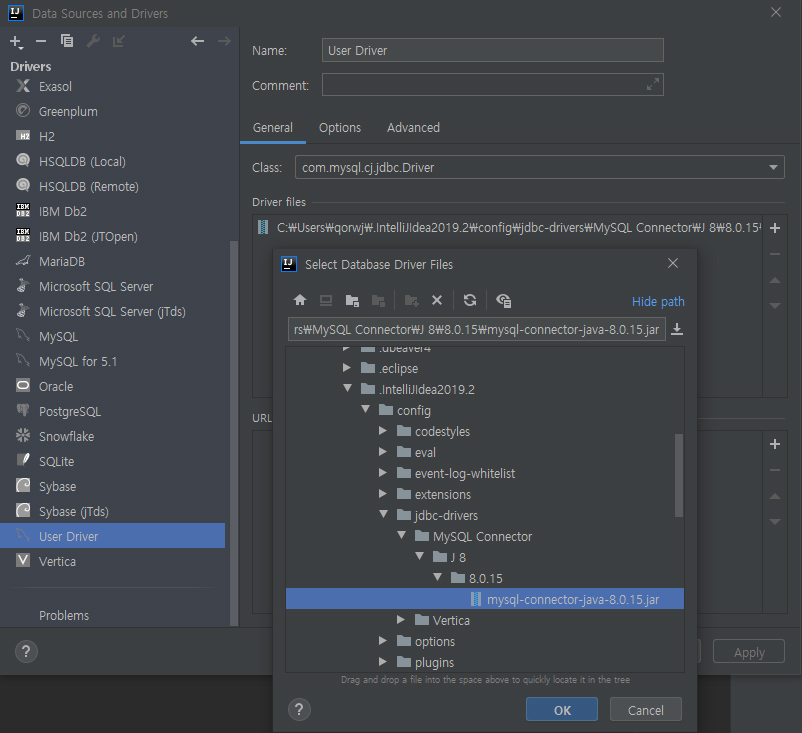 Data Sources and Drivers
Name: User Driver
Comment:
Drivers
Exasol
Greenplum
H2
HSQLDB (Local)
HSQLDB (Remote)
IBM Db2
IBM Db2 (JTOpen)
MariaDB
Microsoft SQL Server
Microsoft SQL Server (jTds)
MySQL
MySQL for 5.1
Oracle
PostgreSQL
Snowflake
SQLite
Sybase
Sybase (jTds)
User Driver
Vertica
Problems
General Options Advanced
Class: com.mysql.cj.jdbc.Driver
Driver files
C:₩Users₩qorwj₩.IntelliJIdea2019.2₩config₩jdbc-drivers₩MySQL Connector₩J 8₩8.0.15₩
URL
Select Database Driver Files
Hide path
rs₩MySQL Connector₩J 8₩8.0.15₩mysql-connector-java-8.0.15.jar
.dbeaver4
.eclipse
.IntelliJIdea2019.2
config
codestyles
eval
event-log-whitelist
extensions
jdbc-drivers
MySQL Connector
J 8
8.0.15
mysql-connector-java-8.0.15.jar
Vertica
options
plugins
Drag and drop a file into the space above to quickly locate it in the tree
? OK Cancel
? Apply